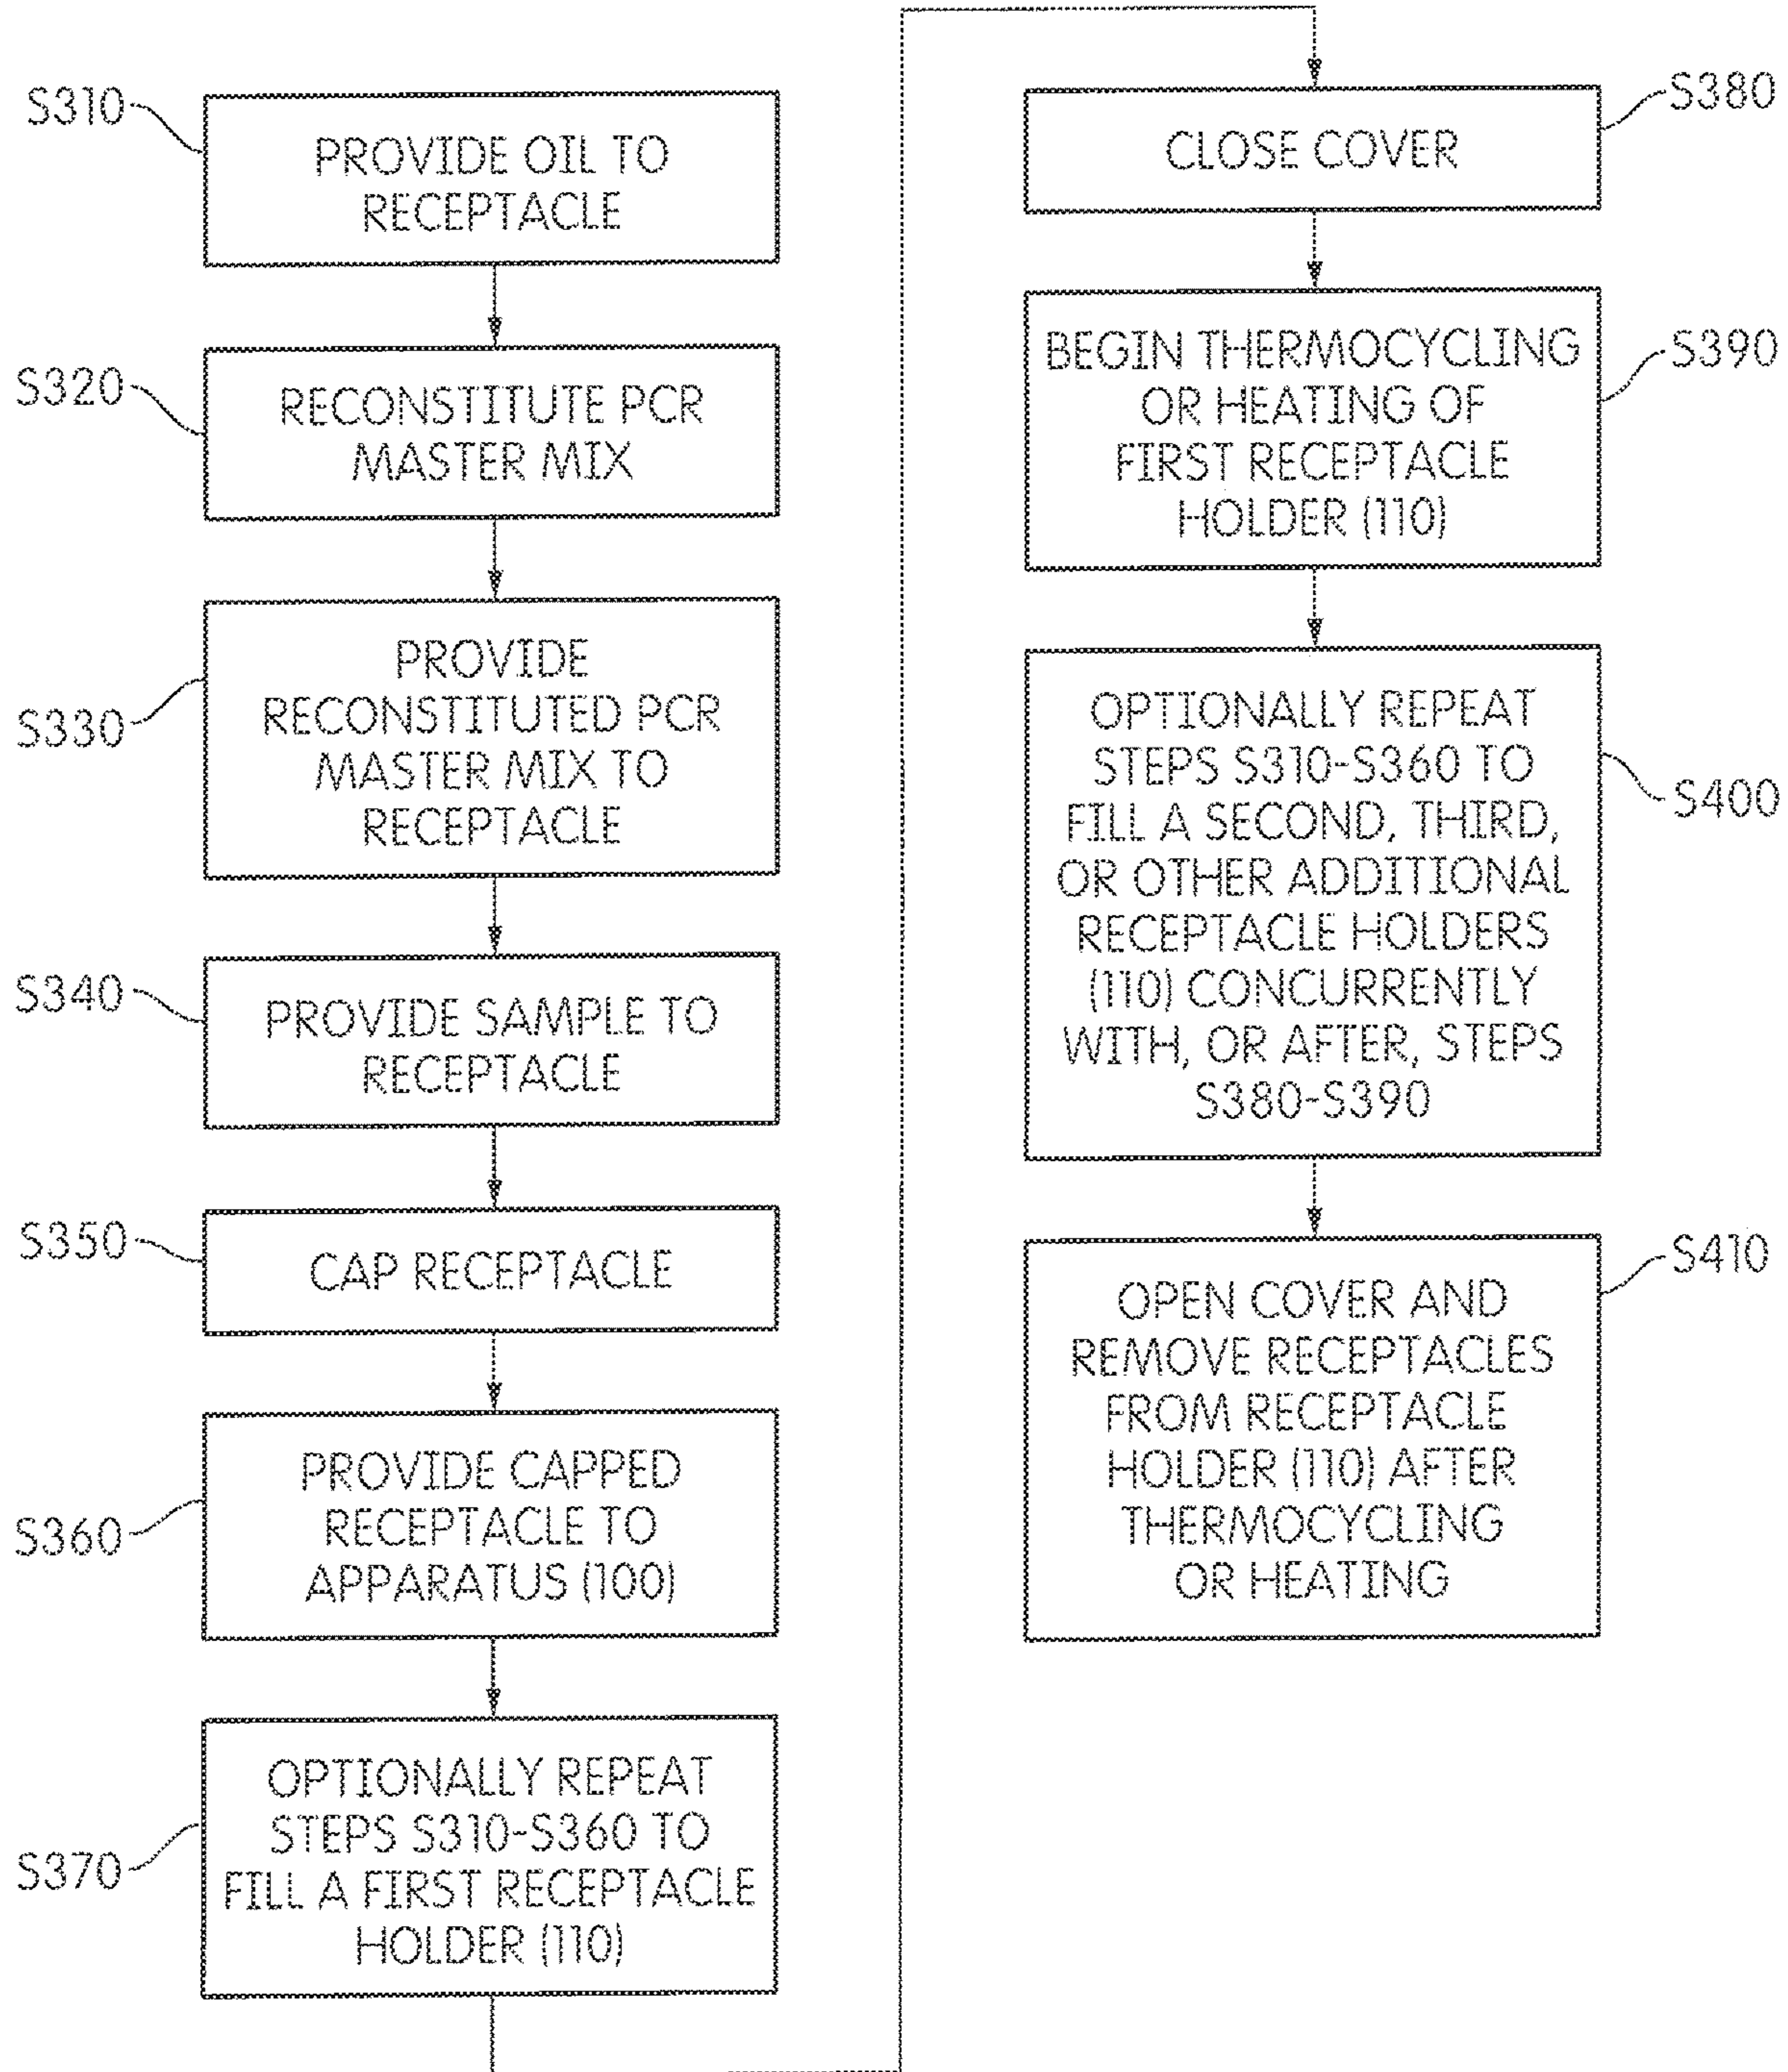 S310
PROVIDE OIL TO
RECEPTACLE
S320
RECONSTITUTE PCR
MASTER MIX
S330
PROVIDE
RECONSTITUTED PCR
MASTER MIX TO
RECEPTACLE
S340
PROVIDE SAMPLE TO
RECEPTACLE
S350
CAP RECEPTACLE
S360
PROVIDE CAPPED
RECEPTACLE TO
APPARATUS (100)
S370
OPTIONALLY REPEAT
STEPS S310-S360 TO
FILL A FIRST RECEPTACLE
HOLDER (110)
S380
CLOSE COVER
S390
BEGIN THERMOCYCLING
OR HEATING OF
FIRST RECEPTACLE
HOLDER (110)
S400
OPTIONALLY REPEAT
STEPS S310-S360 TO
FILL A SECOND, THIRD,
OR OTHER ADDITIONAL
RECEPTACLE HOLDERS
(110) CONCURRENTLY
WITH, OR AFTER, STEPS
S380-S390
S410
OPEN COVER AND
REMOVE RECEPTACLES
FROM RECEPTACLE
HOLDER (110) AFTER
THERMOCYCLING
OR HEATING